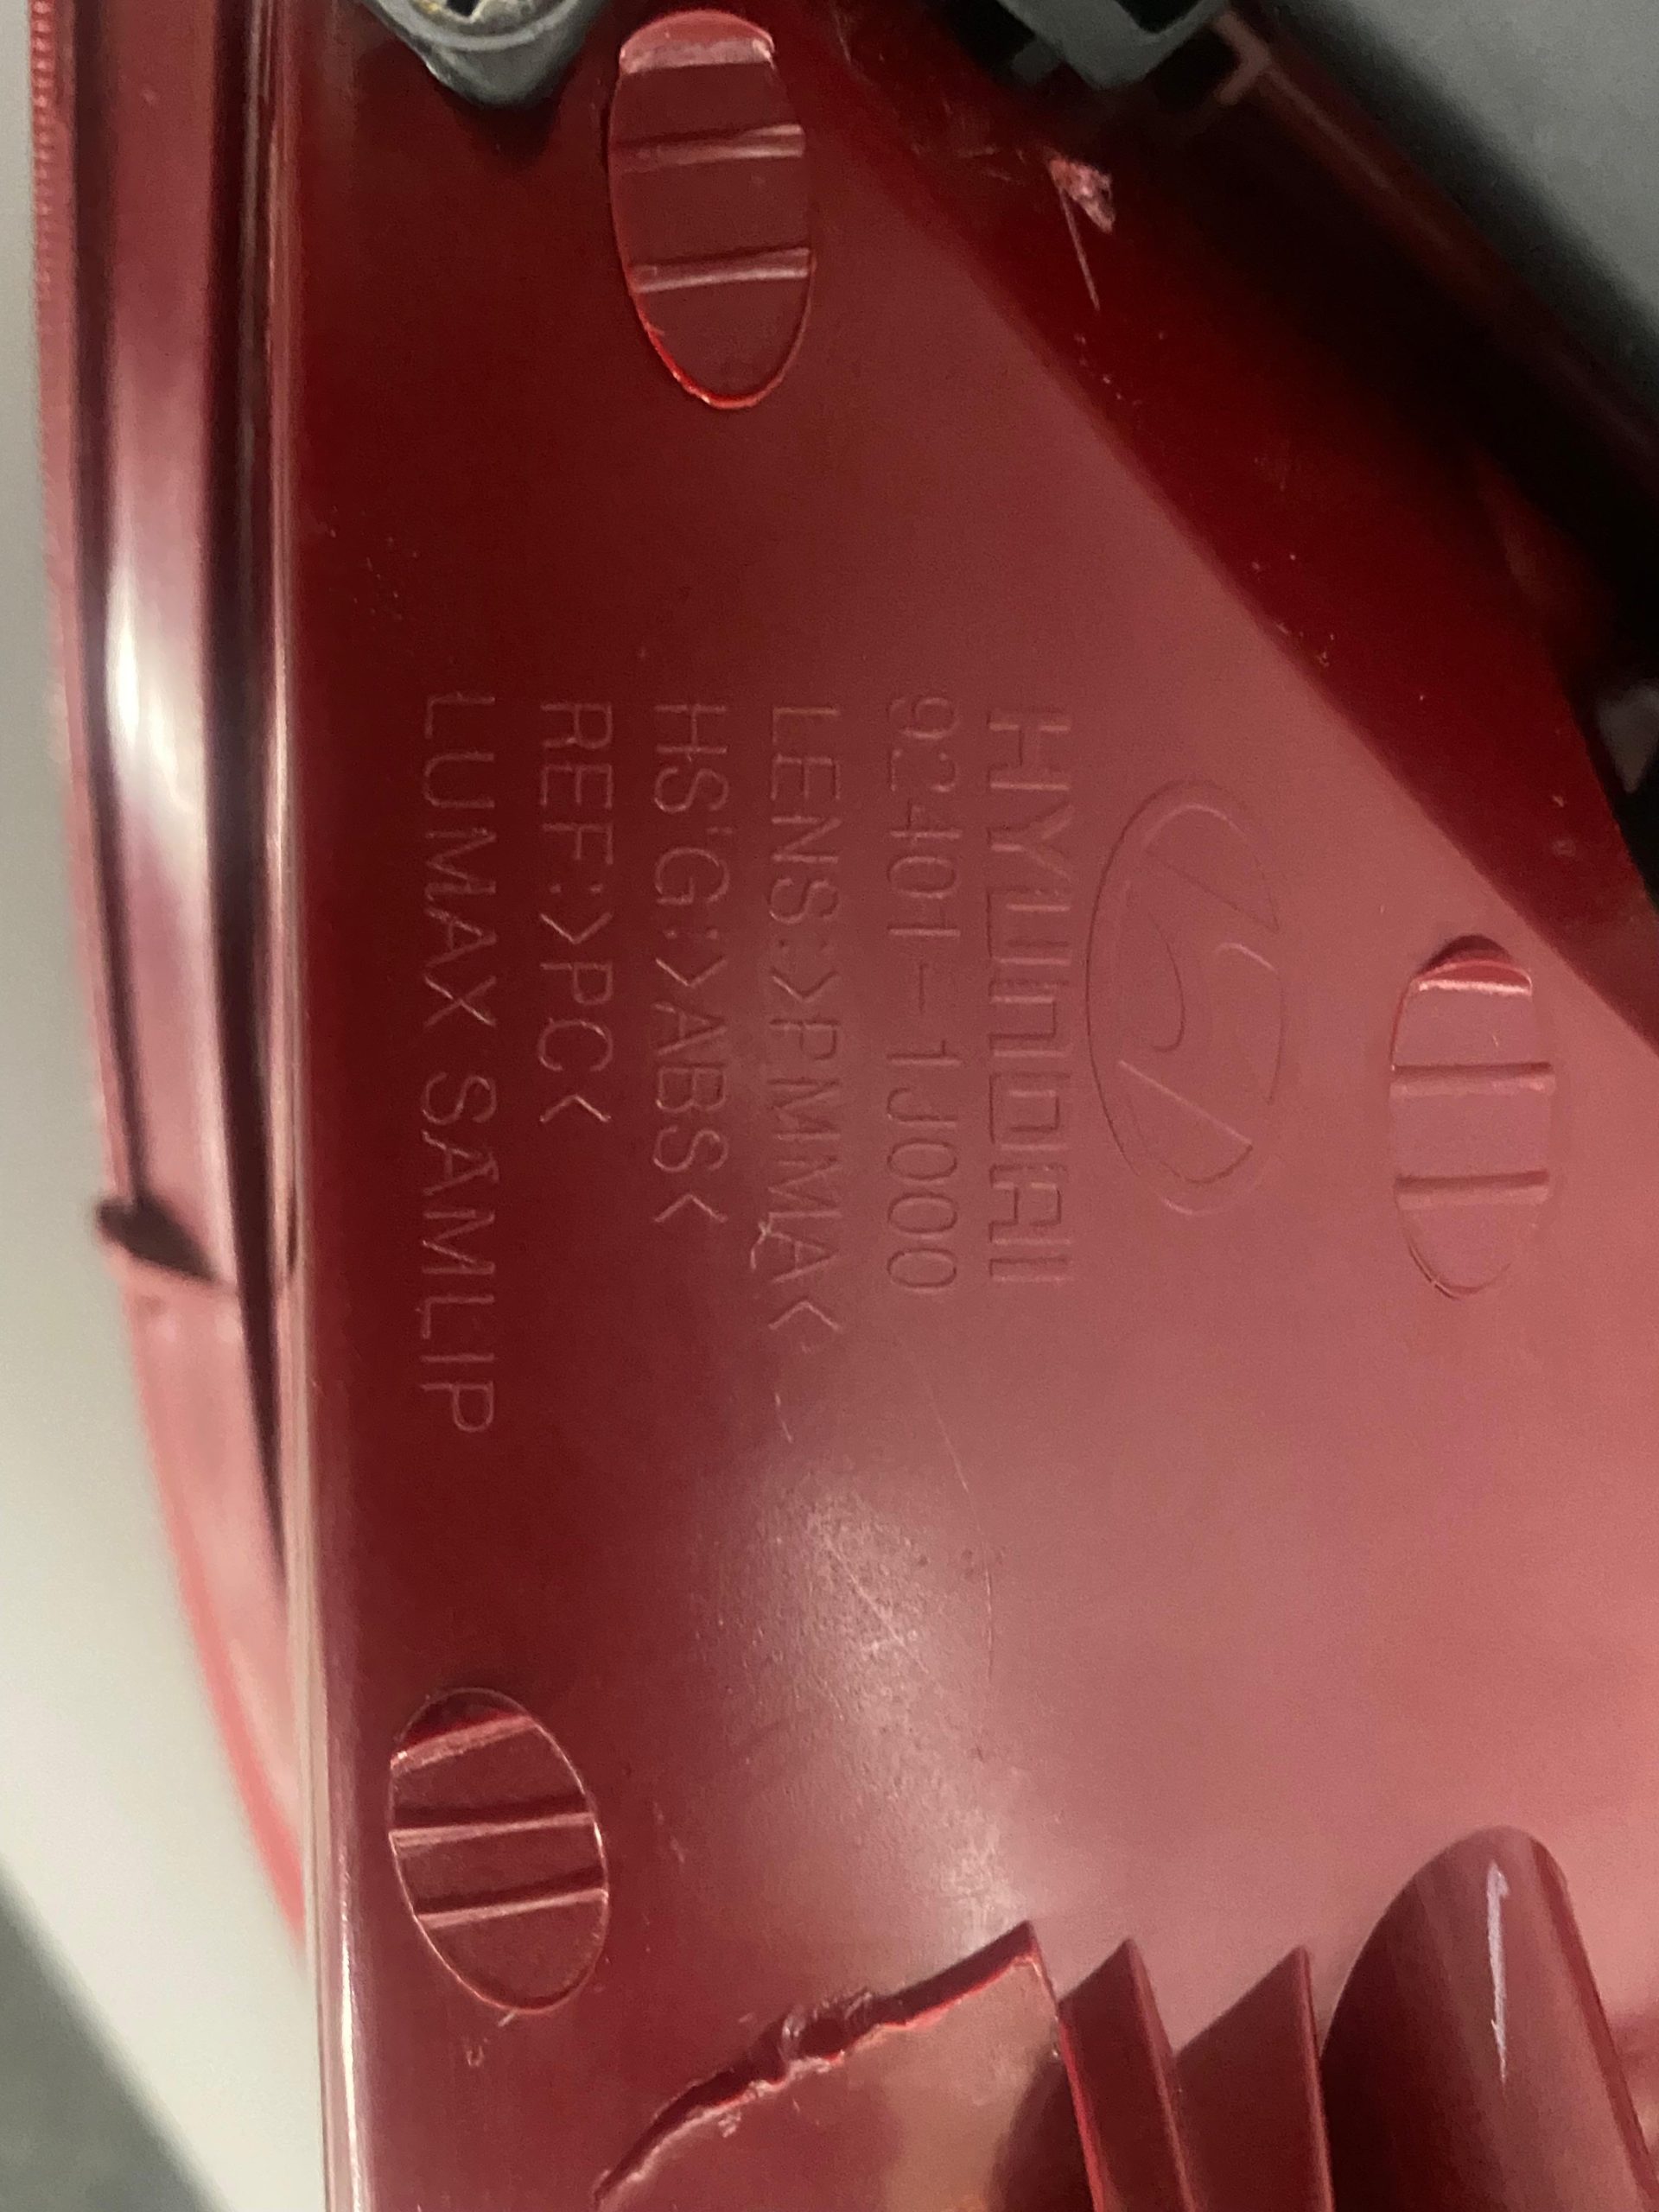 HYUNDAI
92401-1J000
LENS:>PMMA<
HS'G:>ABS<
REF:>PC<
LUMAX SAMLIP